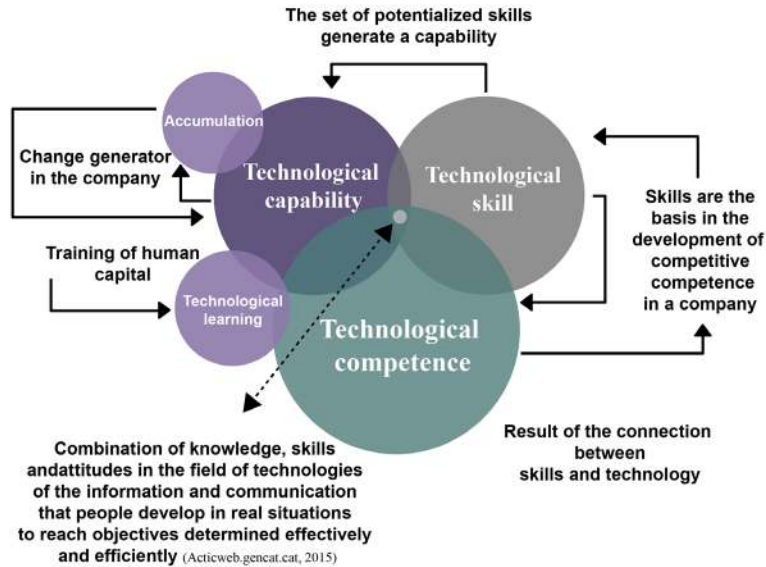 The set of potentialized skills
generate a capability
Accumulation
Change generator
in the company
Technological
capability
Technological
skill
Skills are the
basis in the
development of
competitive
competence
in a company
Training of human
capital
Technological
learning
Technological
competence
Combination of knowledge, skills
andattitudes in the field of technologies
of the information and communication
that people develop in real situations
to reach objectives determined effectively
and efficiently (Acticweb.gencat.cat, 2015)
Result of the connection
between
skills and technology